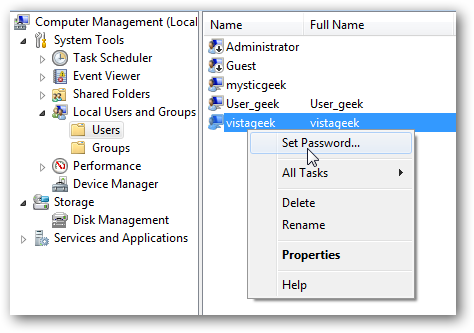 Computer Management (Local
System Tools
Task Scheduler
Event Viewer
Shared Folders
Local Users and Groups
Users
Groups
Performance
Device Manager
Storage
Disk Management
Services and Applications
Name Full Name
Administrator
Guest
mysticgeek
User_geek User_geek
vistageek vistageek
Set Password...
All Tasks
Delete
Rename
Properties
Help